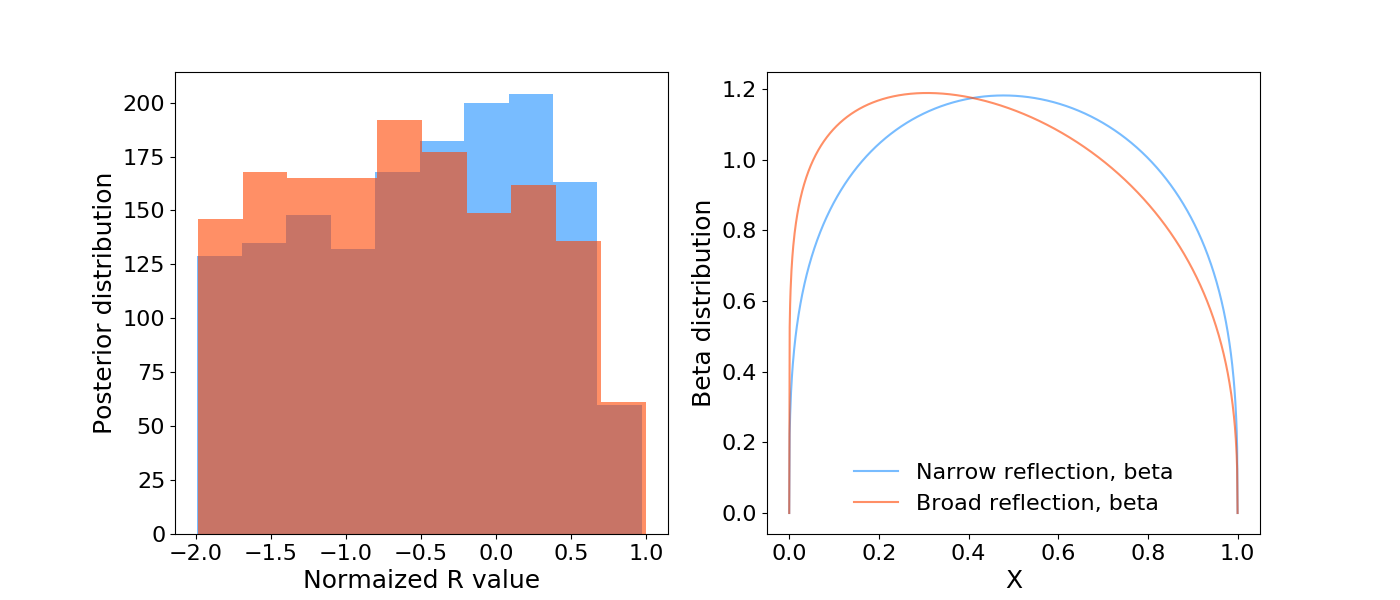 Posterior distribution
200
175
150
125
100
75
50
25
0
−2.0 −1.5 −1.0 −0.5 0.0 0.5 1.0
Normaized R value
Beta distribution
1.2
1.0
0.8
0.6
0.4
0.2
0.0
Narrow reflection, beta
Broad reflection, beta
0.0 0.2 0.4 0.6 0.8 1.0
X